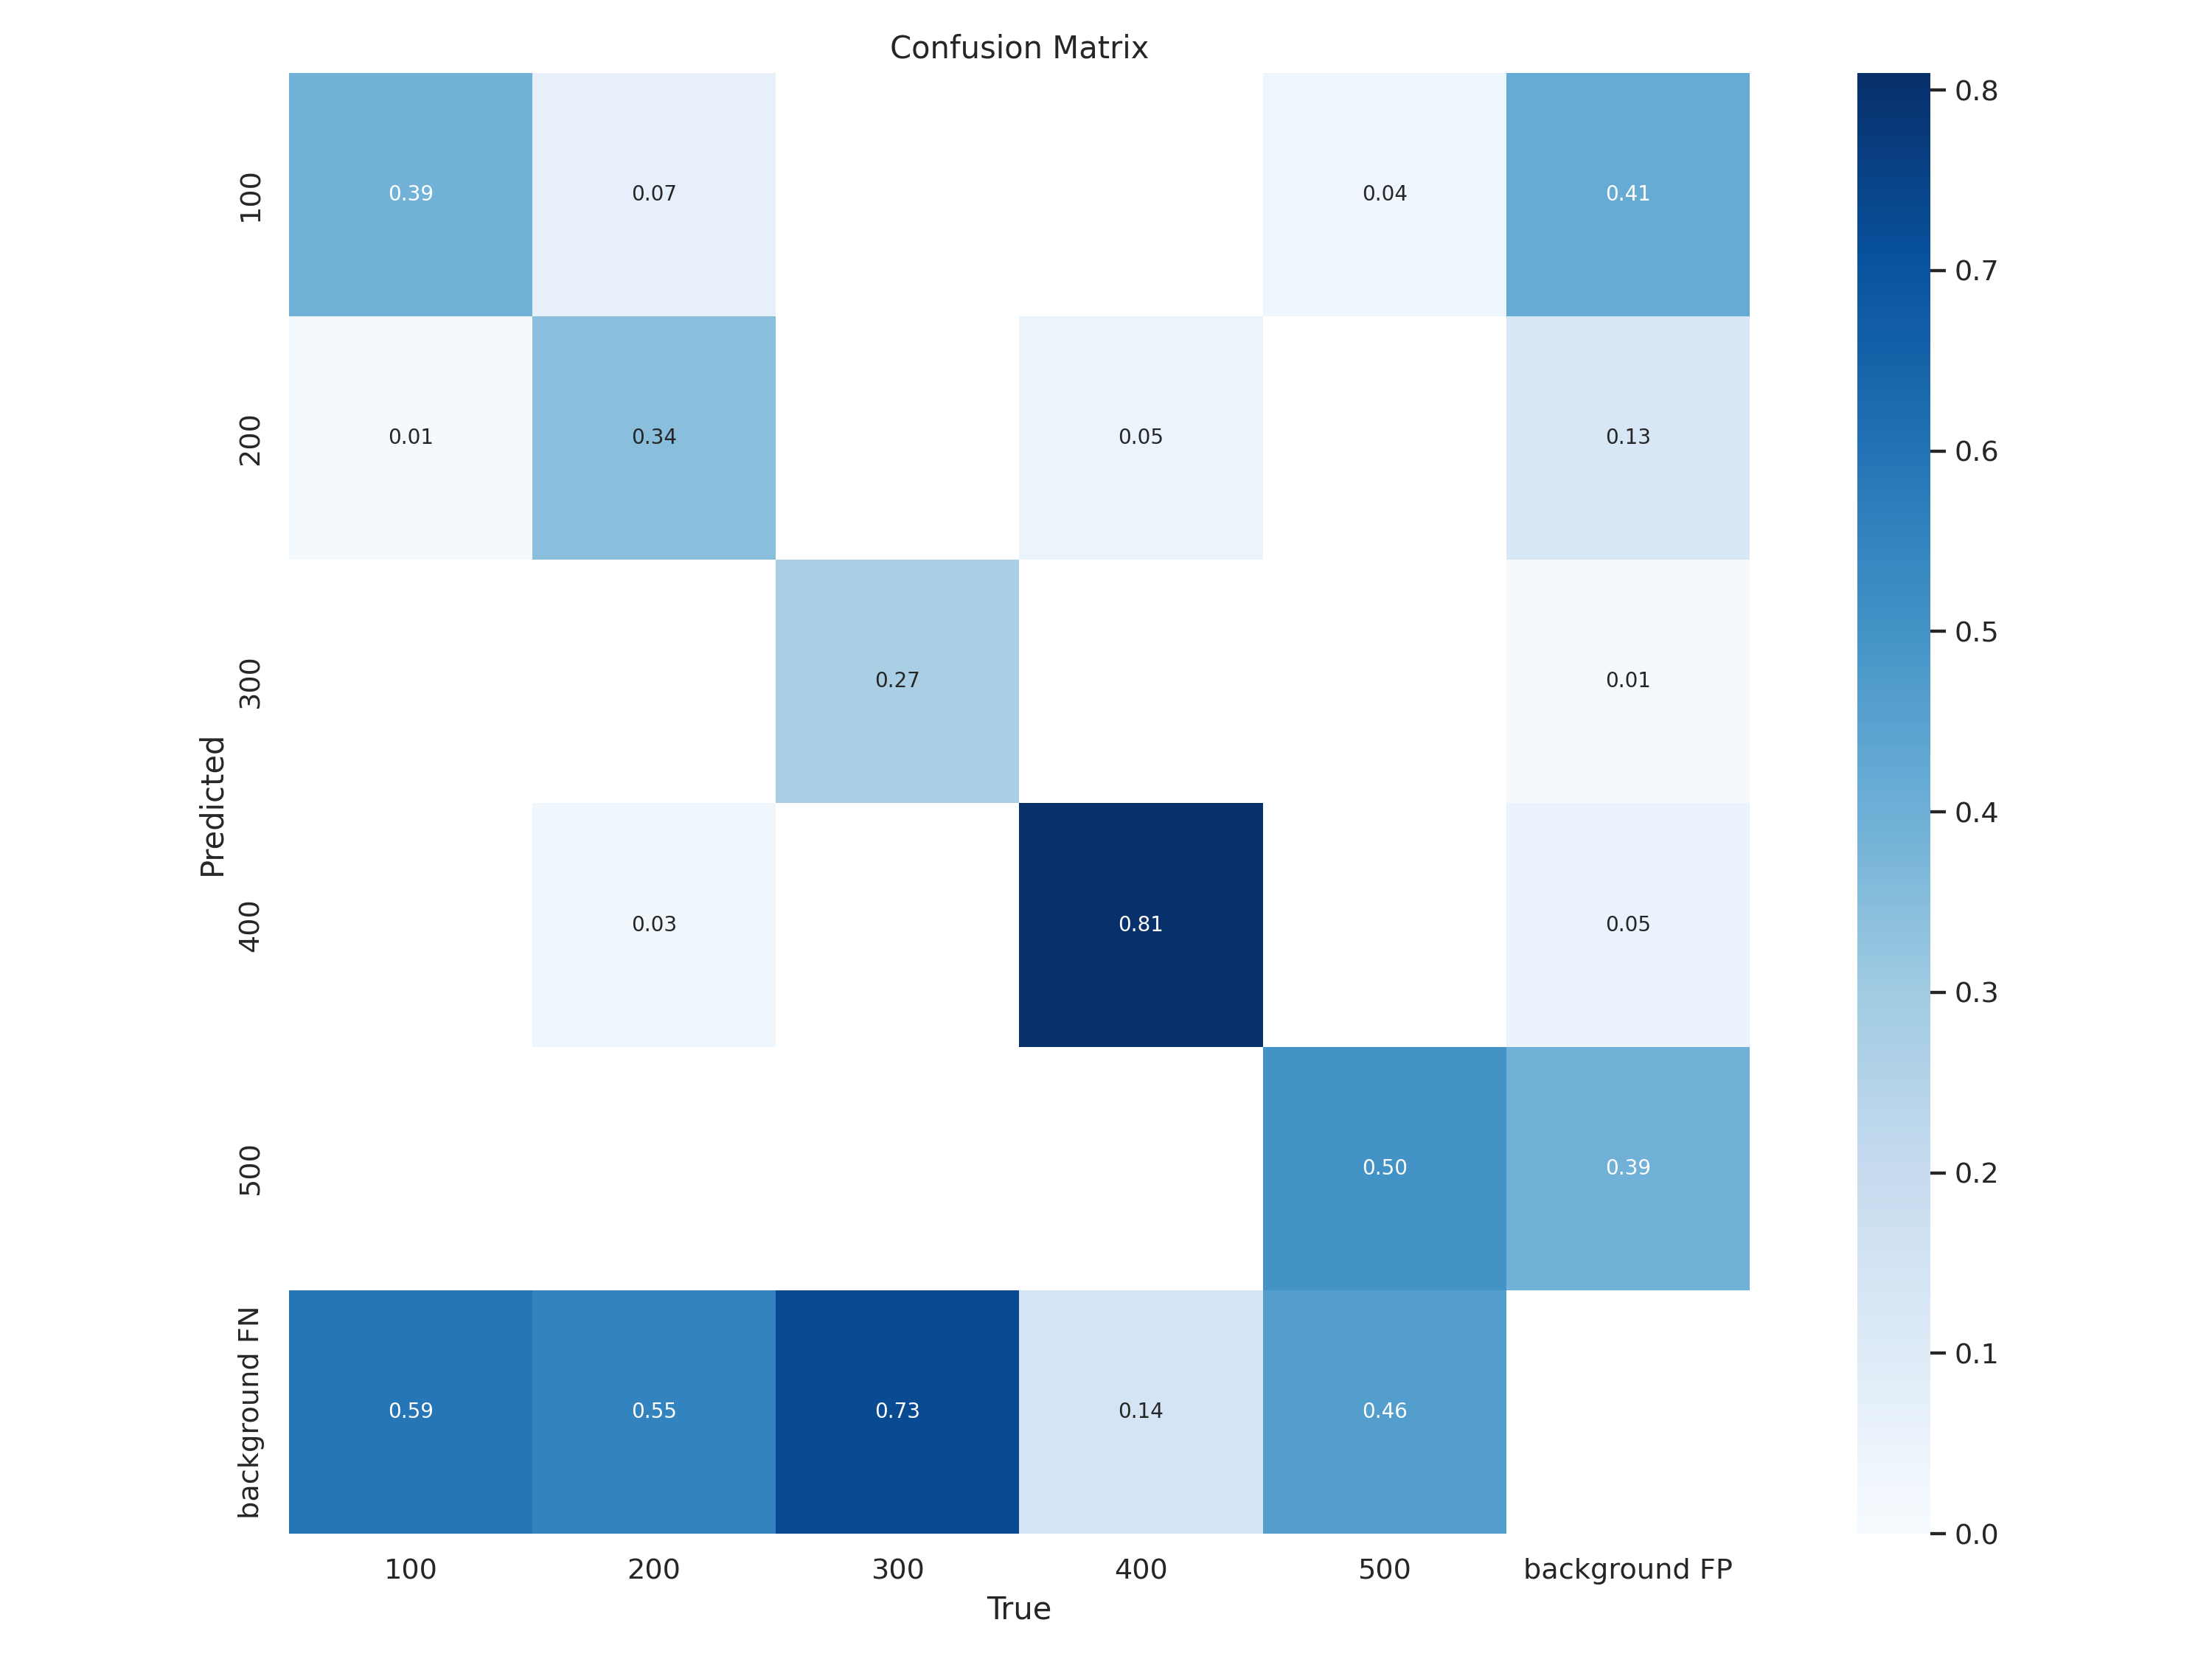 Confusion Matrix
100 0.39 0.07 0.04 0.41
200 0.01 0.34 0.05 0.13
300 0.27 0.01
400 0.03 0.81 0.05
500 0.50 0.39
background FN 0.59 0.55 0.73 0.14 0.46
100 200 300 400 500 background FP
True
Predicted
0.8
0.7
0.6
0.5
0.4
0.3
0.2
0.1
0.0